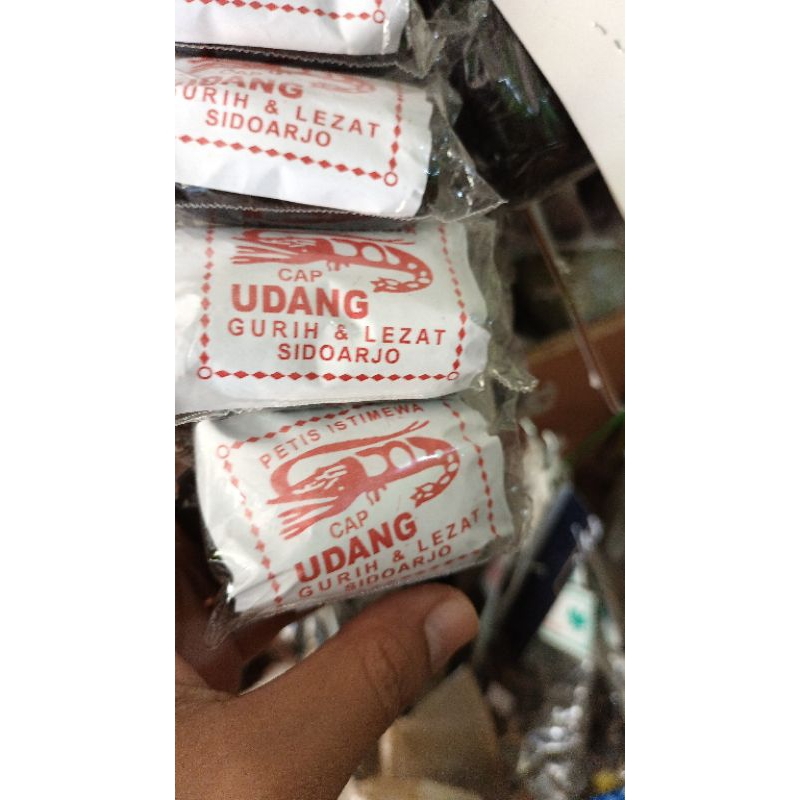 UDANG
GURIH & LEZAT
SIDOARJO
CAP
UDANG
GURIH & LEZAT
SIDOARJO
PETIS ISTIMEWA
CAP
UDANG
GURIH & LEZAT
SIDOARJO